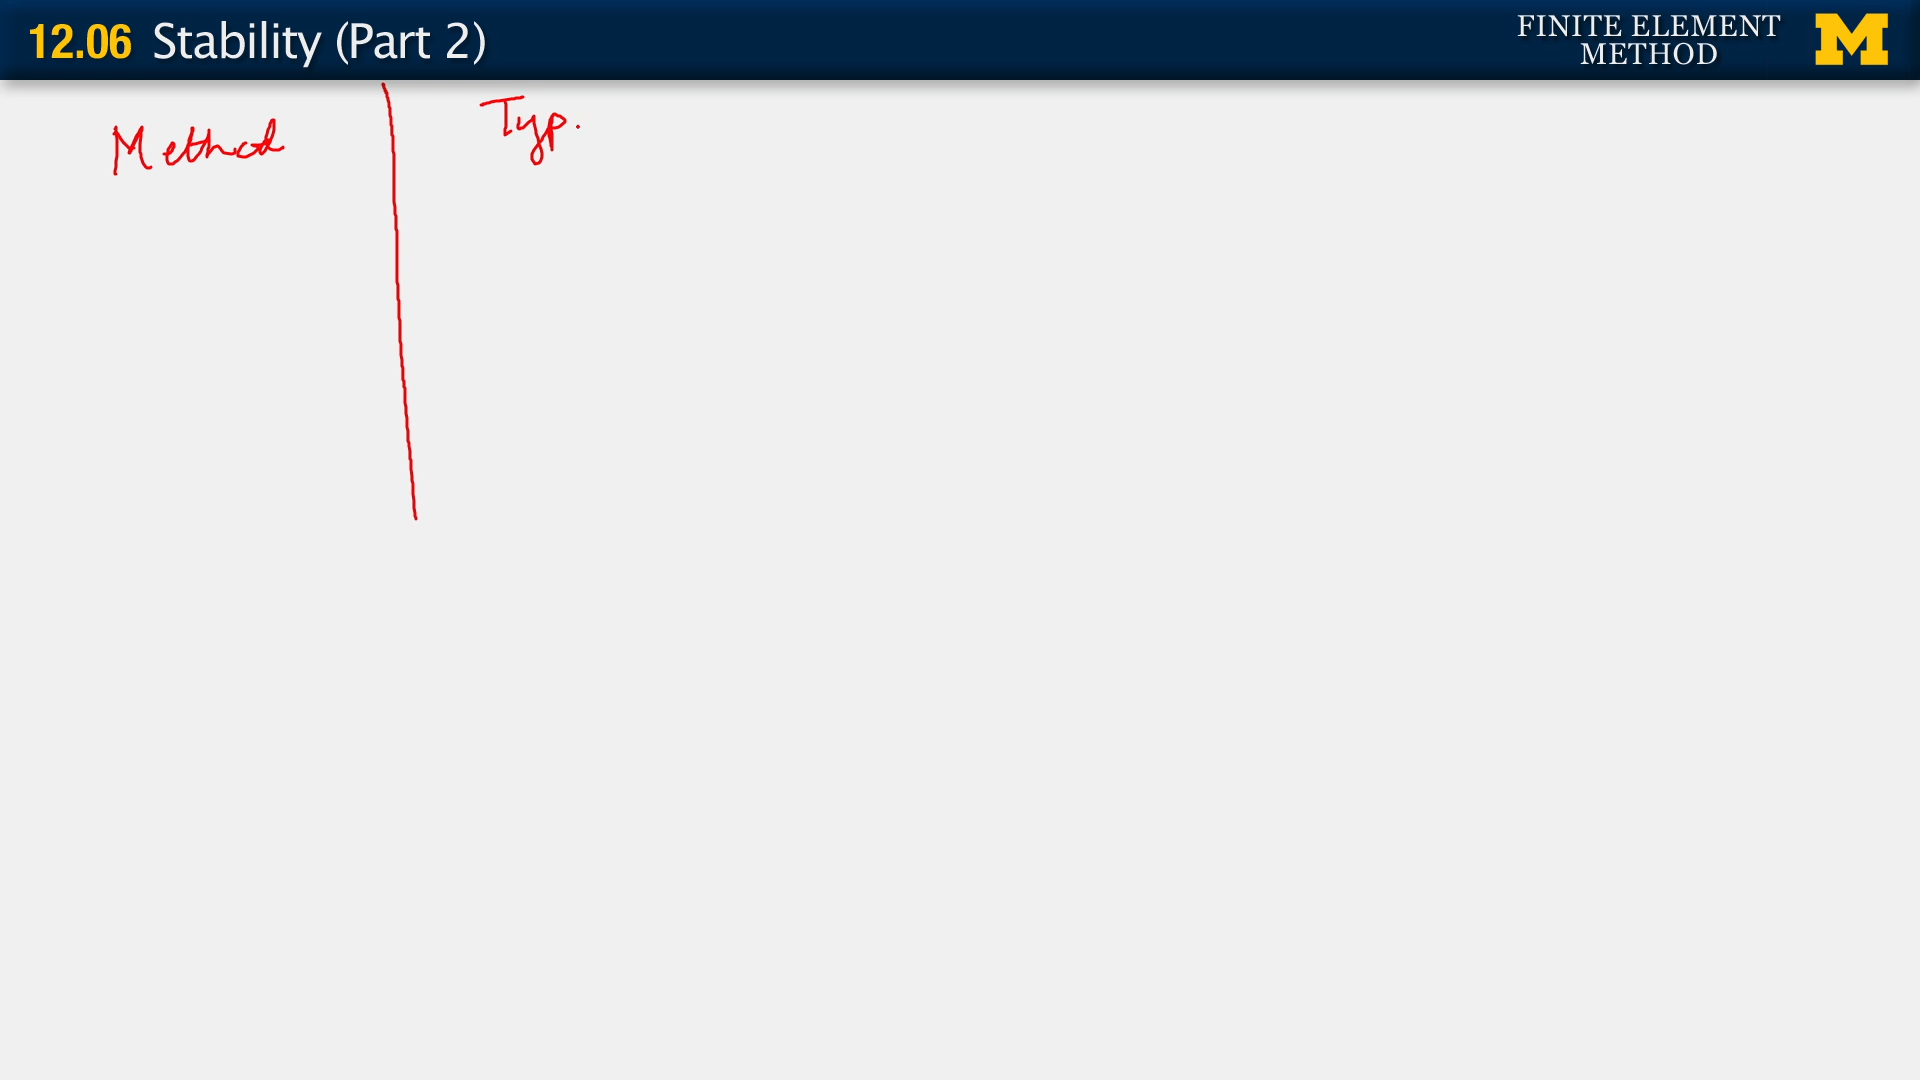 12.06 Stability (Part 2)
FINITE ELEMENT
METHOD
M
Method
Typ.